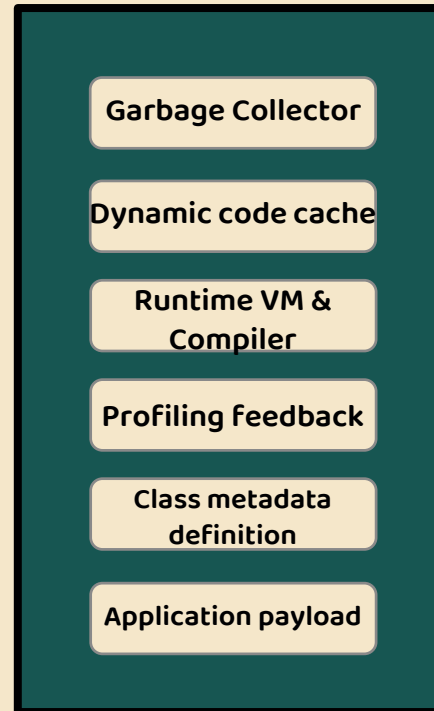 Garbage Collector
Dynamic code cache
Runtime VM &
Compiler
Profiling feedback
Class metadata
definition
Application payload